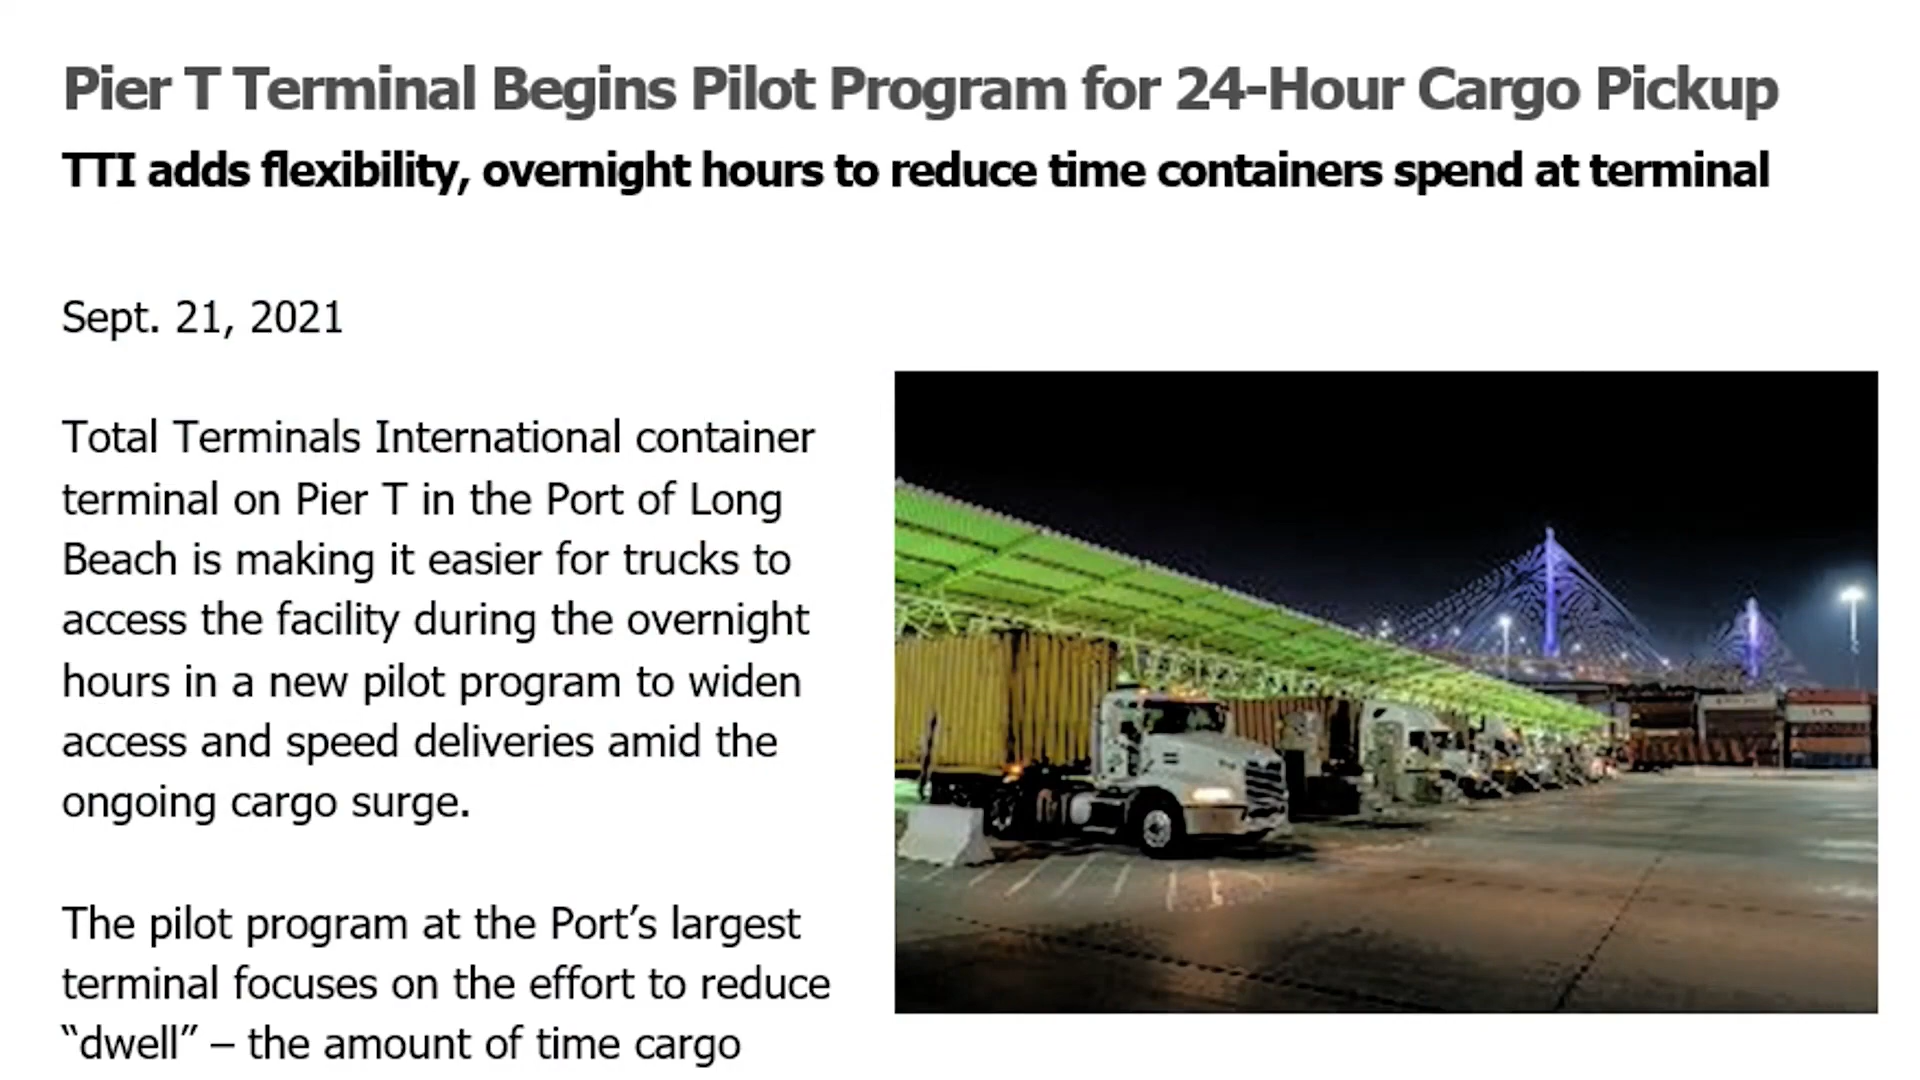 Pier T Terminal Begins Pilot Program for 24-Hour Cargo Pickup
TTI adds flexibility, overnight hours to reduce time containers spend at terminal
Sept. 21, 2021
Total Terminals International container
terminal on Pier T in the Port of Long
Beach is making it easier for trucks to
access the facility during the overnight
hours in a new pilot program to widen
access and speed deliveries amid the
ongoing cargo surge.
The pilot program at the Port’s largest
terminal focuses on the effort to reduce
“dwell” – the amount of time cargo